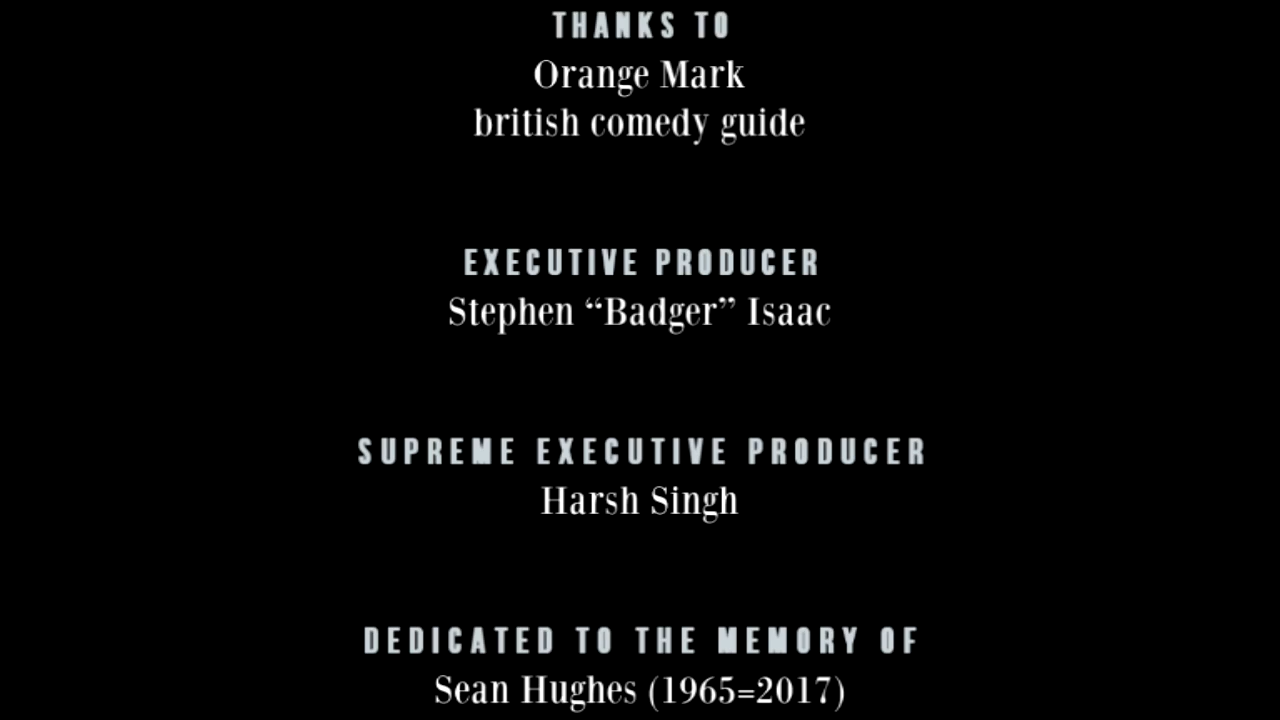 THANKS TO
Orange Mark
british comedy guide
EXECUTIVE PRODUCER
Stephen “Badger” Isaac
SUPREME EXECUTIVE PRODUCER
Harsh Singh
DEDICATED TO THE MEMORY OF
Sean Hughes (1965=2017)